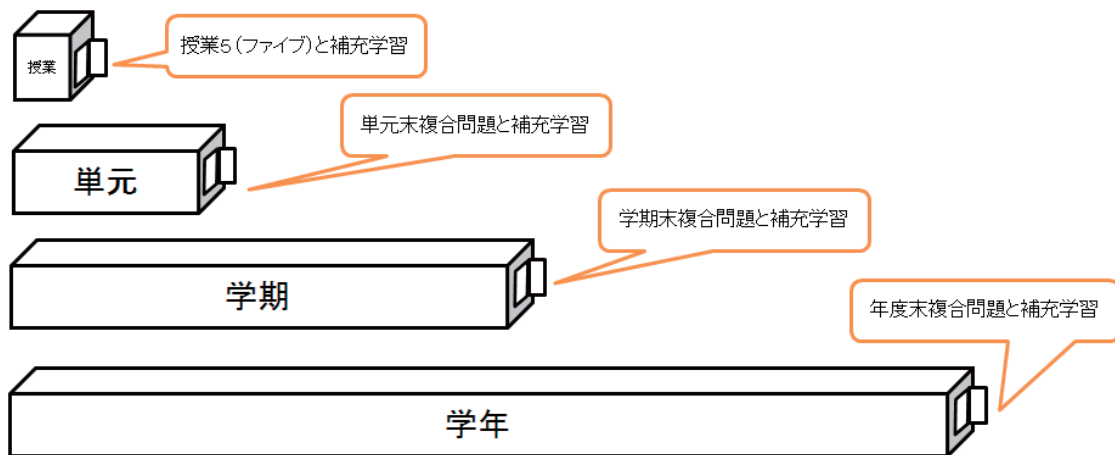 授業
授業5(ファイブ)と補充学習
単元末複合問題と補充学習
単元
学期末複合問題と補充学習
学期
年度末複合問題と補充学習
学年